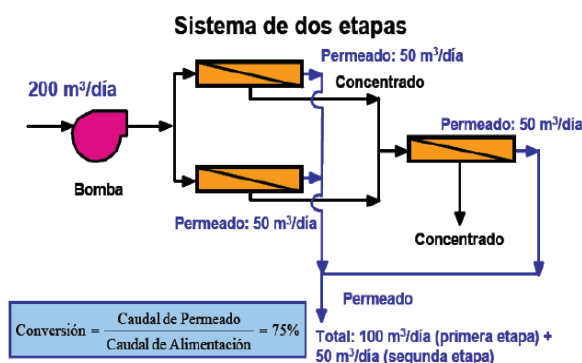 Sistema de dos etapas
Permeado: 50 m³/día
200 m³/día
Concentrado
Permeado: 50 m³/día
Bomba
Permeado: 50 m³/día
Concentrado
Permeado
Conversión = Caudal de Permeado / Caudal de Alimentación = 75%
Total: 100 m³/día (primera etapa) +
50 m³/día (segunda etapa)